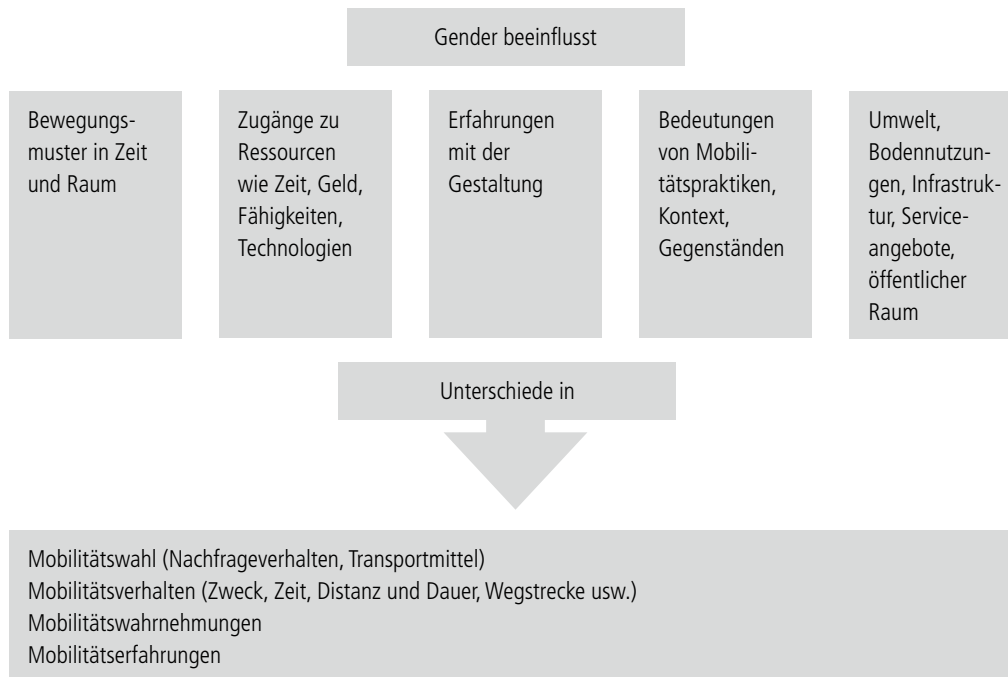 Gender beeinflusst
Bewegungs-
muster in Zeit
und Raum
Zugänge zu
Ressourcen
wie Zeit, Geld,
Fähigkeiten,
Technologien
Erfahrungen
mit der
Gestaltung
Bedeutungen
von Mobili-
tätspraktiken,
Kontext,
Gegenständen
Umwelt,
Bodennutzun-
gen, Infrastruk-
tur, Service-
angebote,
öffentlicher
Raum
Unterschiede in
Mobilitätswahl (Nachfrageverhalten, Transportmittel)
Mobilitätsverhalten (Zweck, Zeit, Distanz und Dauer, Wegstrecke usw.)
Mobilitätswahrnehmungen
Mobilitätserfahrungen